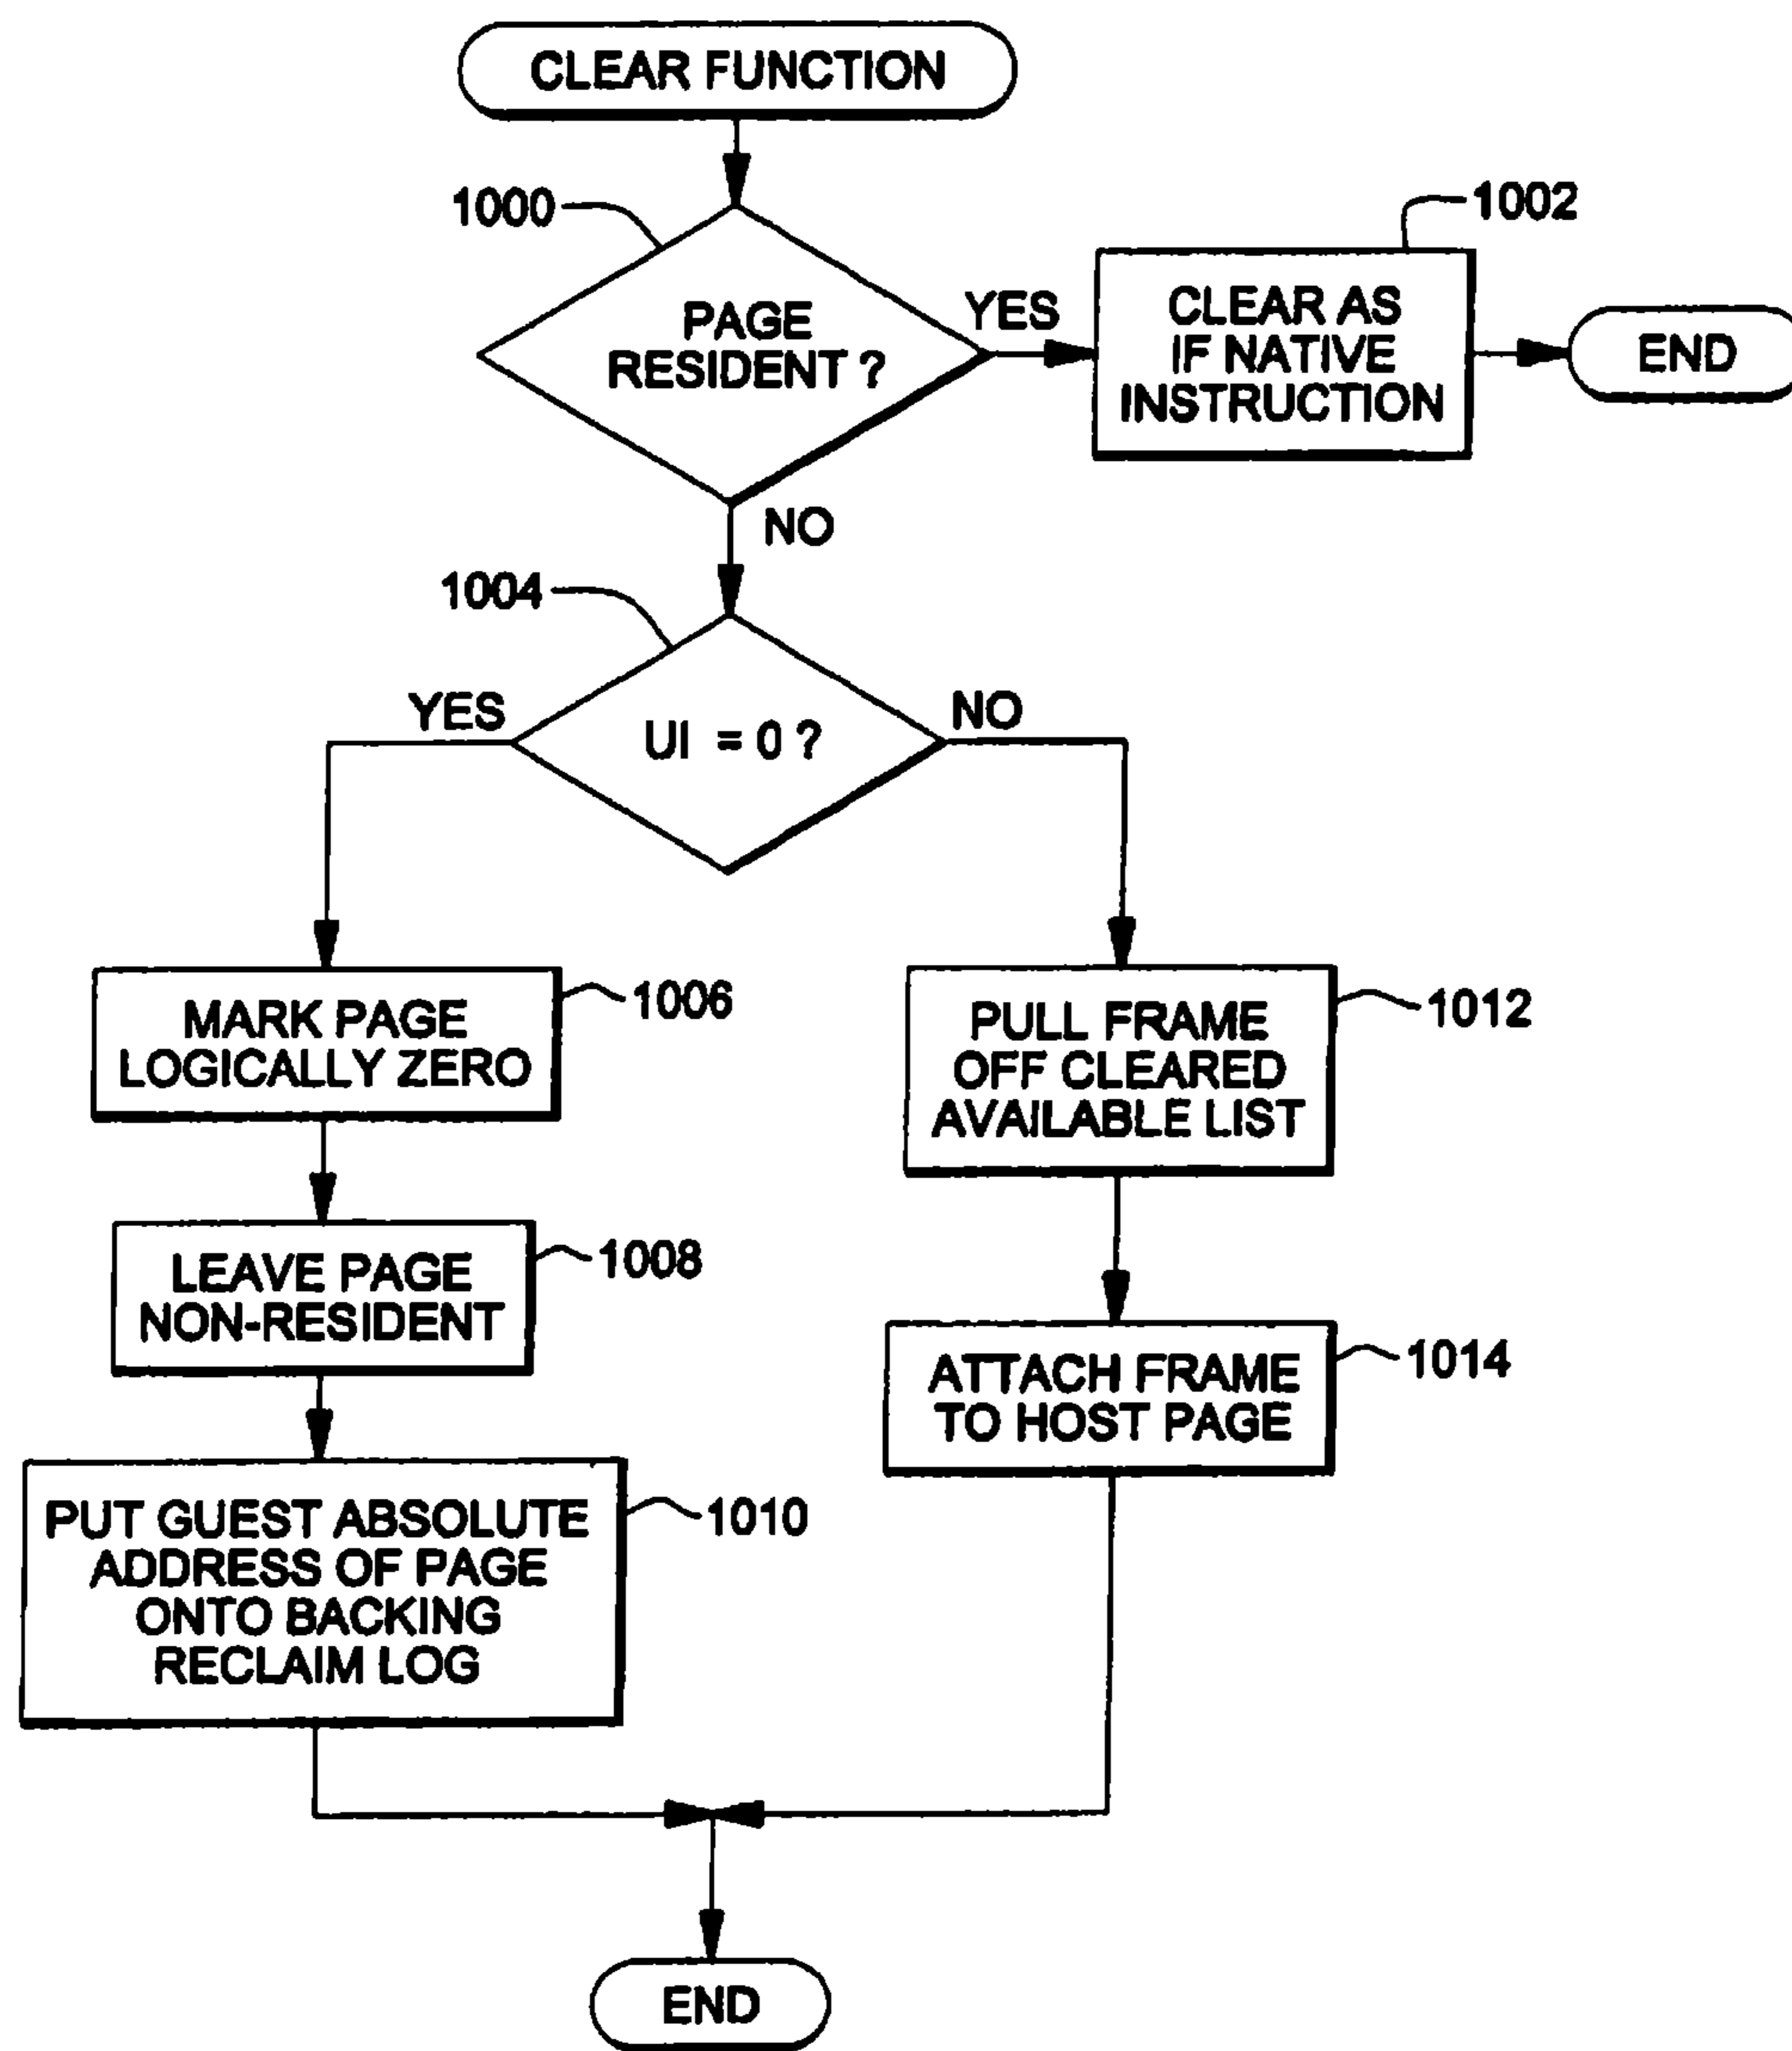 CLEAR FUNCTION
1000
1002
PAGE
RESIDENT ?
YES
CLEAR AS
IF NATIVE
INSTRUCTION
END
NO
1004
YES
UI = 0 ?
NO
MARK PAGE
LOGICALLY ZERO
1006
PULL FRAME
OFF CLEARED
AVAILABLE LIST
1012
LEAVE PAGE
NON-RESIDENT
1008
ATTACH FRAME
TO HOST PAGE
1014
PUT GUEST ABSOLUTE
ADDRESS OF PAGE
ONTO BACKING
RECLAIM LOG
1010
END